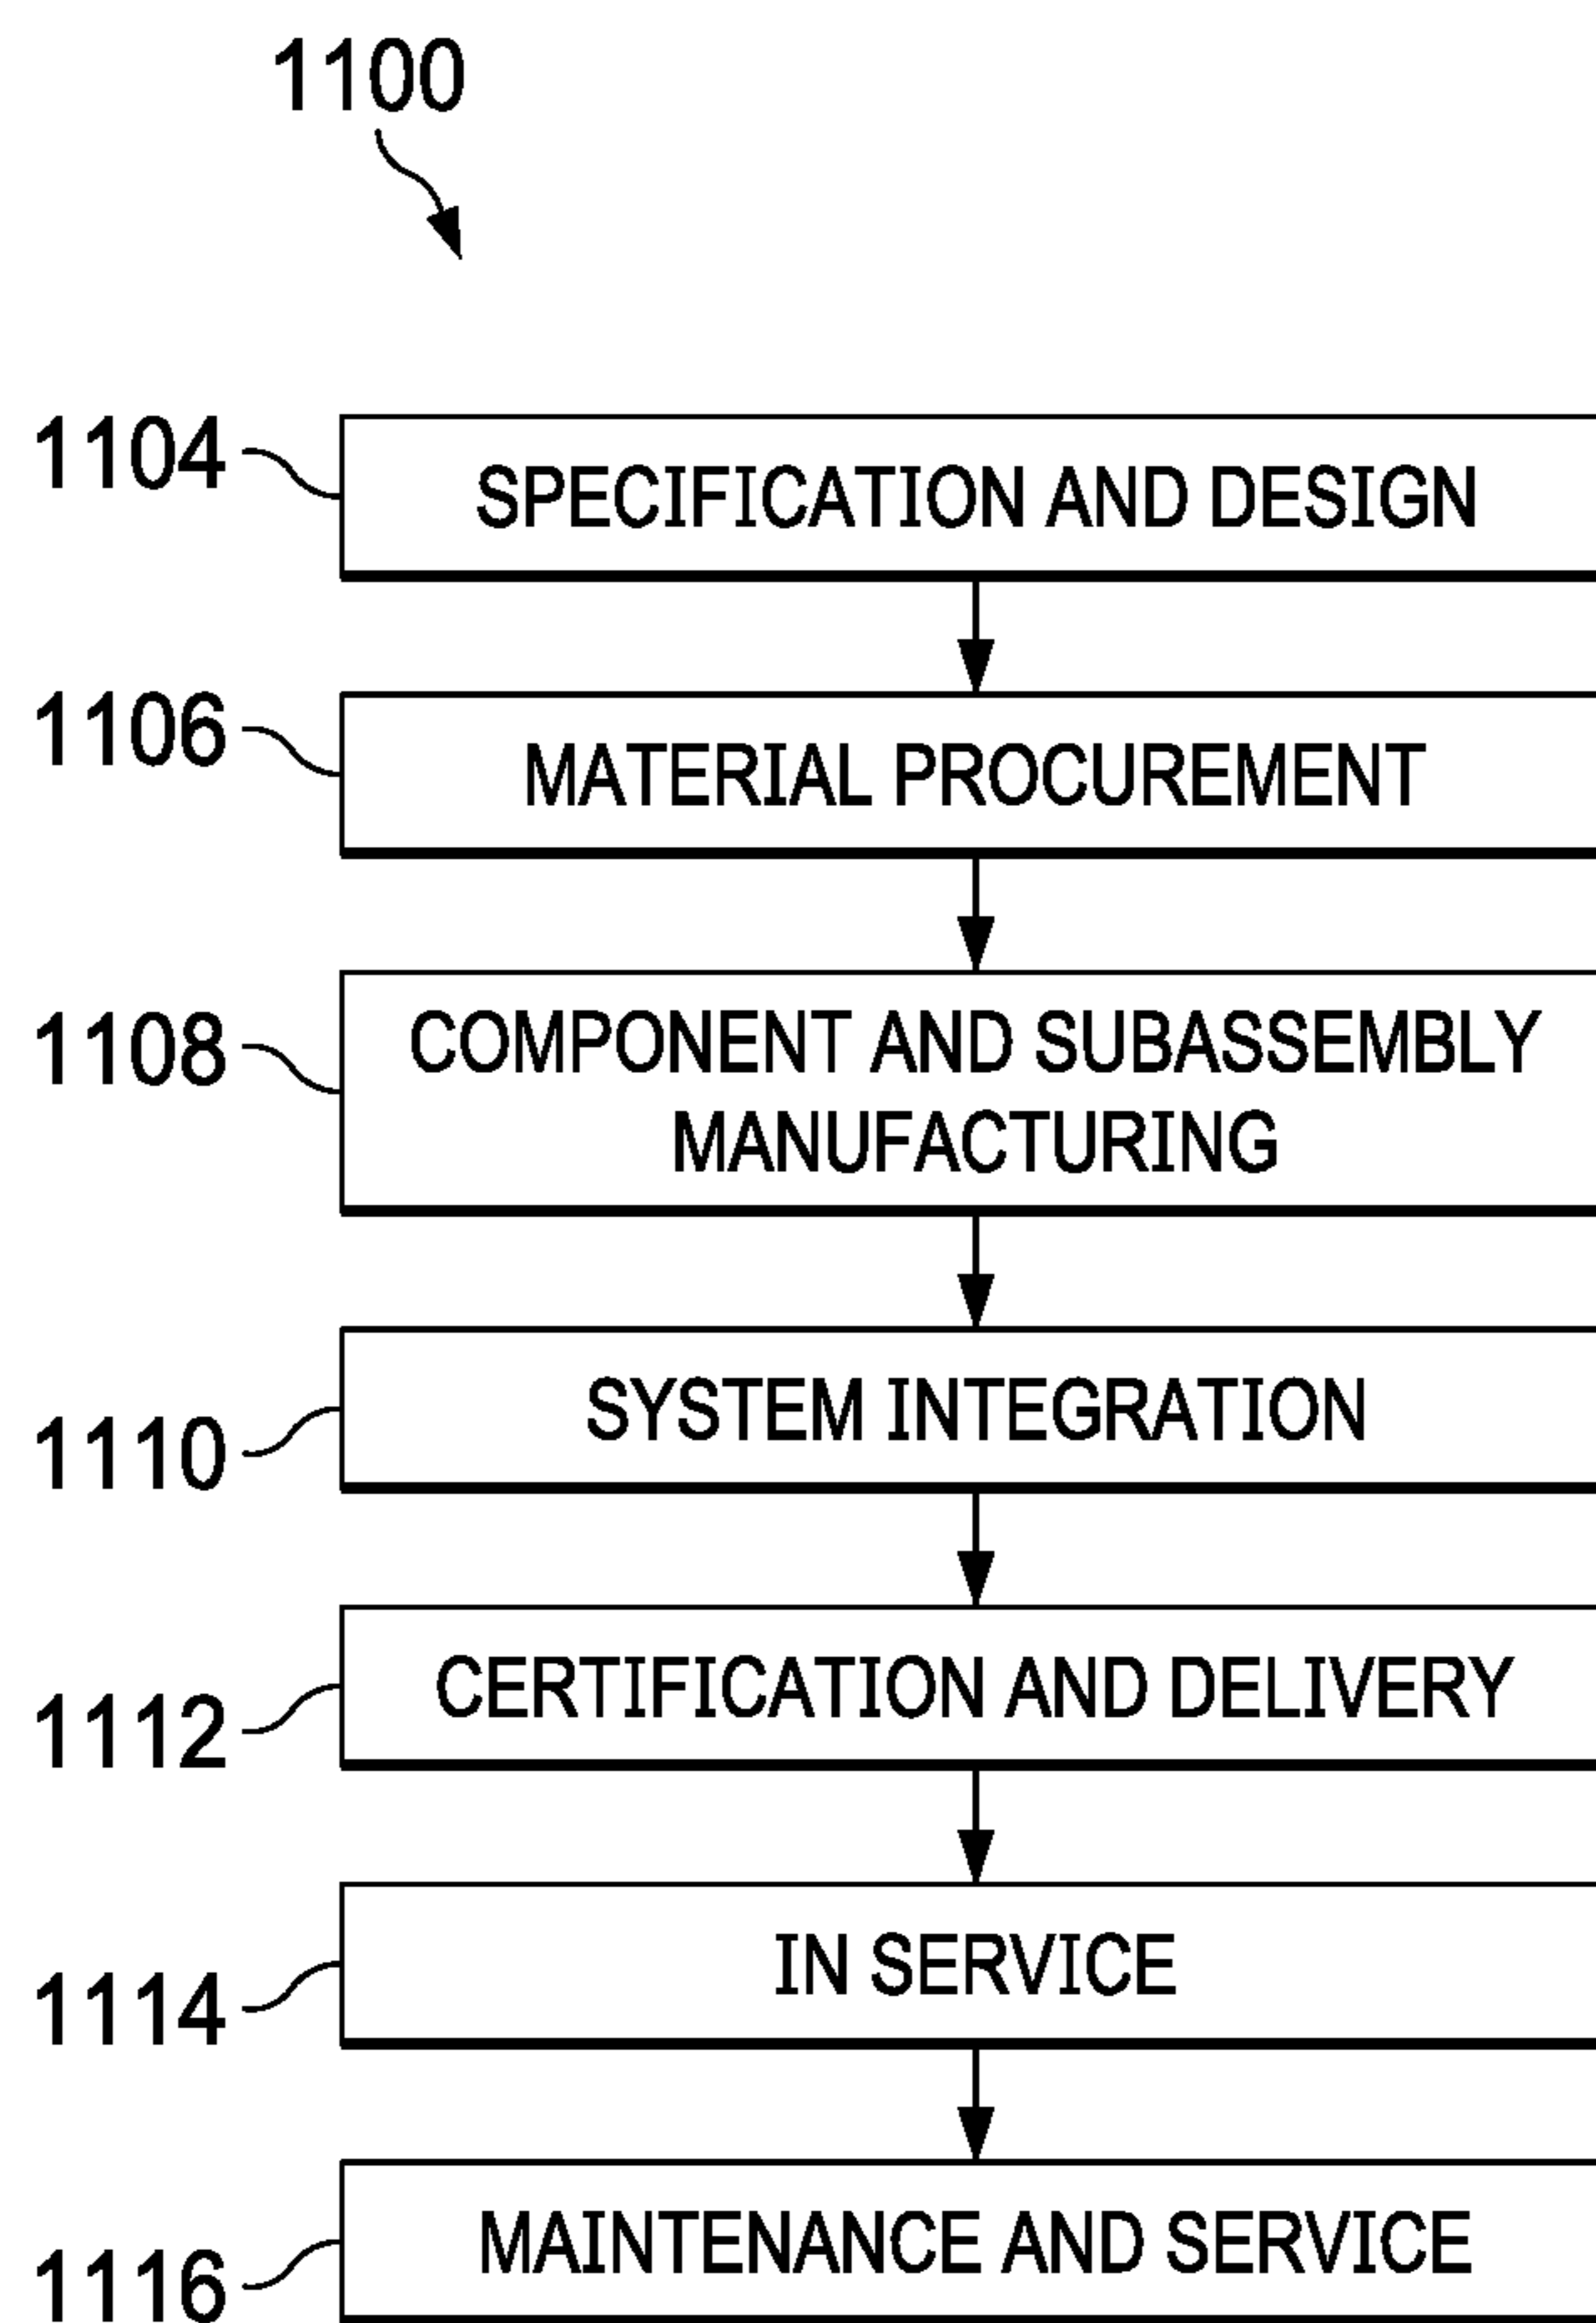 1100
1104
SPECIFICATION AND DESIGN
1106
MATERIAL PROCUREMENT
1108
COMPONENT AND SUBASSEMBLY
MANUFACTURING
1110
SYSTEM INTEGRATION
1112
CERTIFICATION AND DELIVERY
1114
IN SERVICE
1116
MAINTENANCE AND SERVICE